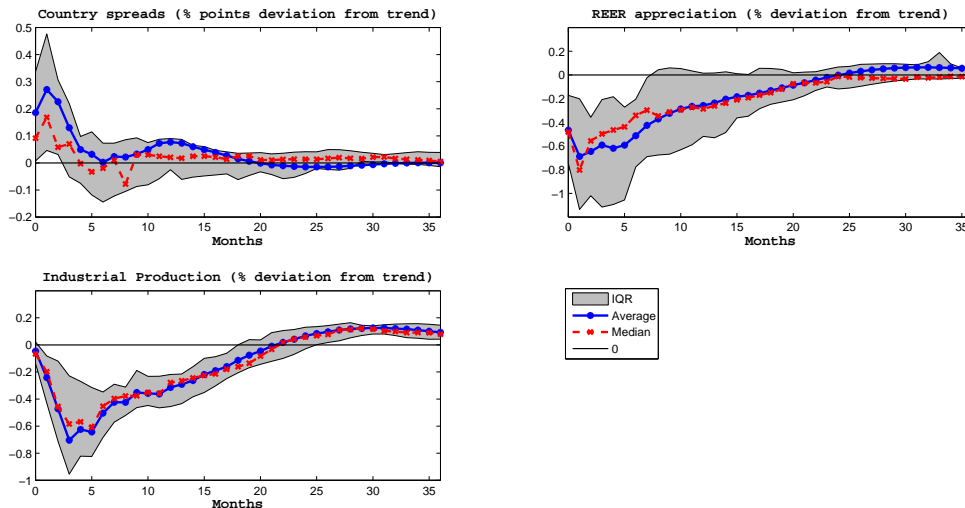 Country spreads (% points deviation from trend)
0.5
0.4
0.3
0.2
0.1
0
−0.1
−0.2
0 5 10 15 20 25 30 35
Months
REER appreciation (% deviation from trend)
0.2
0
−0.2
−0.4
−0.6
−0.8
−1
0 5 10 15 20 25 30 35
Months
Industrial Production (% deviation from trend)
0.4
0.2
0
−0.2
−0.4
−0.6
−0.8
−1
0 5 10 15 20 25 30 35
Months
IQR
Average
Median
0